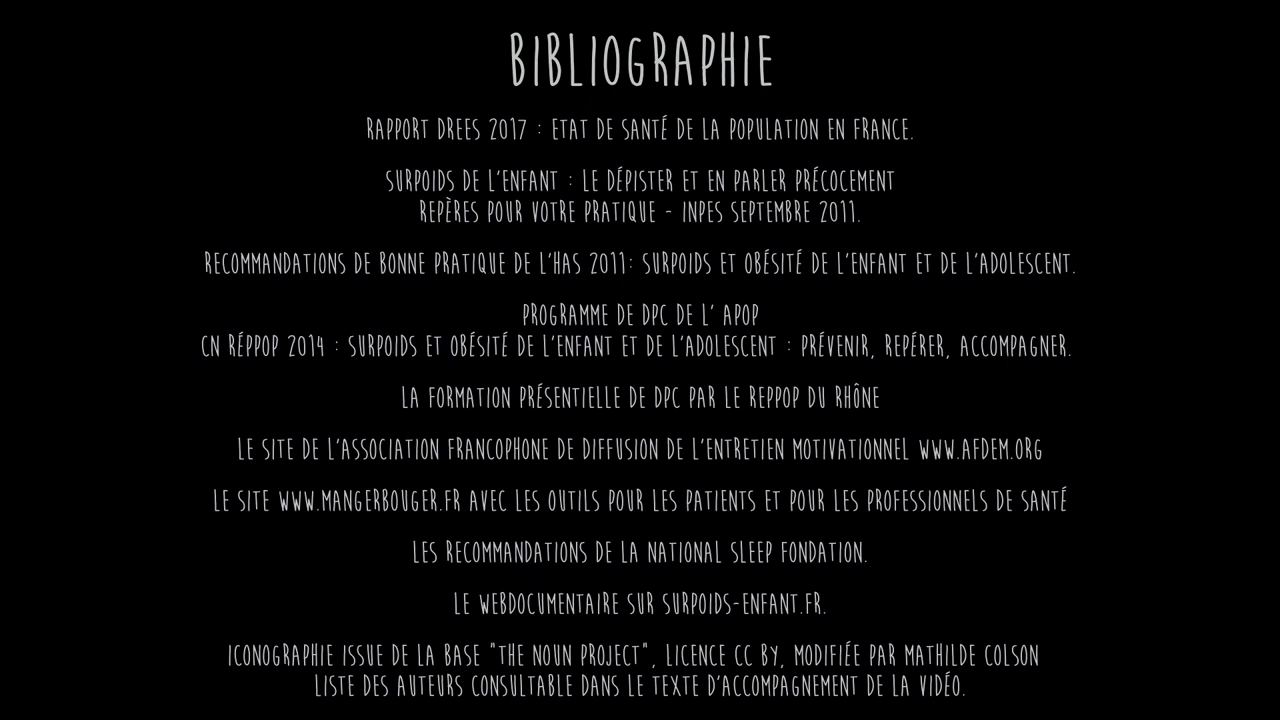 BIBLIOGRAPHIE
RAPPORT DREES 2017 : ETAT DE SANTÉ DE LA POPULATION EN FRANCE.
SURPOIDS DE L'ENFANT : LE DÉPISTER ET EN PARLER PRÉCOCEMENT
REPÈRES POUR VOTRE PRATIQUE - INPES SEPTEMBRE 2011.
RECOMMANDATIONS DE BONNE PRATIQUE DE L'HAS 2011: SURPOIDS ET OBÉSITÉ DE L'ENFANT ET DE L'ADOLESCENT.
PROGRAMME DE DPC DE L' APOP
CN RÉPPOP 2014 : SURPOIDS ET OBÉSITÉ DE L'ENFANT ET DE L'ADOLESCENT : PRÉVENIR, REPÉRER, ACCOMPAGNER.
LA FORMATION PRÉSENTIELLE DE DPC PAR LE REPPOP DU RHÔNE
LE SITE DE L'ASSOCIATION FRANCOPHONE DE DIFFUSION DE L'ENTRETIEN MOTIVATIONNEL WWW.AFDEM.ORG
LE SITE WWW.MANGERBOUGER.FR AVEC LES OUTILS POUR LES PATIENTS ET POUR LES PROFESSIONNELS DE SANTÉ
LES RECOMMANDATIONS DE LA NATIONAL SLEEP FONDATION.
LE WEBDOCUMENTAIRE SUR SURPOIDS-ENFANT.FR.
ICONOGRAPHIE ISSUE DE LA BASE "THE NOUN PROJECT", LICENCE CC BY, MODIFIÉE PAR MATHILDE COLSON
LISTE DES AUTEURS CONSULTABLE DANS LE TEXTE D'ACCOMPAGNEMENT DE LA VIDÉO.